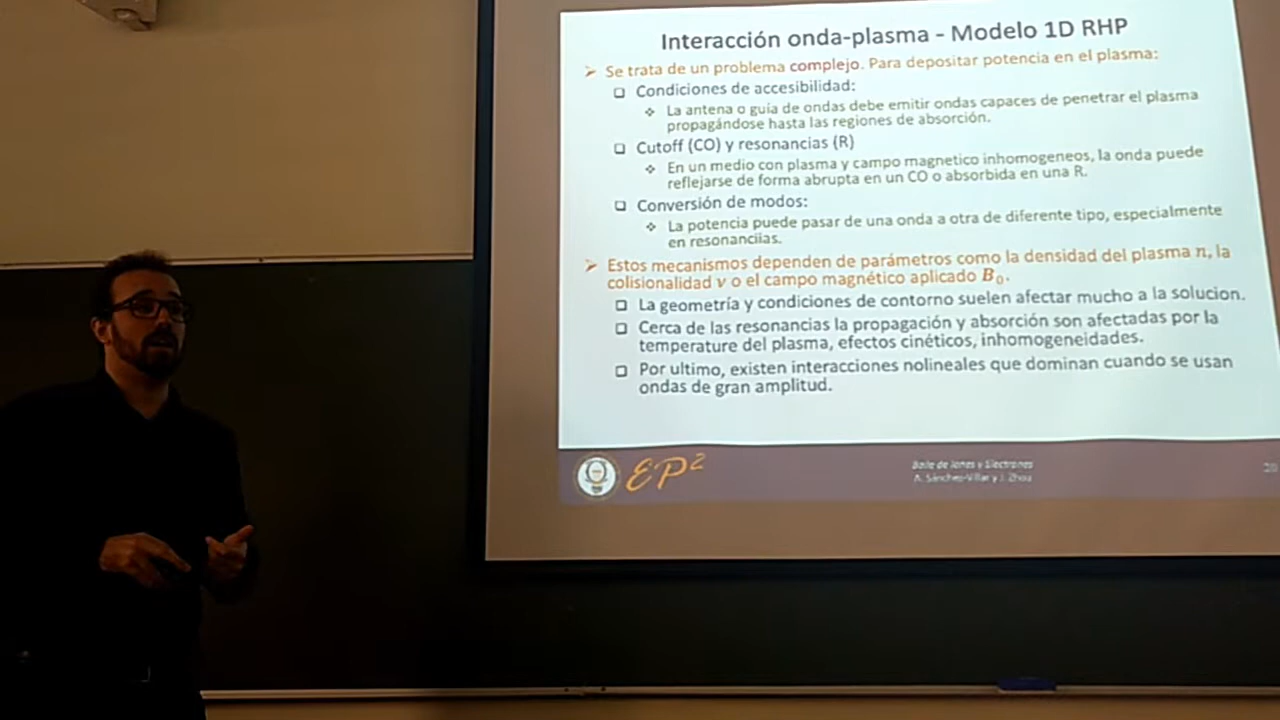 Interacción onda-plasma - Modelo 1D RHP
➢ Se trata de un problema complejo. Para depositar potencia en el plasma:
❑ Condiciones de accesibilidad:
❖ La antena o guía de ondas debe emitir ondas capaces de penetrar el plasma
propagándose hasta las regiones de absorción.
❑ Cutoff (CO) y resonancias (R)
❖ En un medio con plasma y campo magnetico inhomogeneos, la onda puede
reflejarse de forma abrupta en un CO o absorbida en una R.
❑ Conversión de modos:
❖ La potencia puede pasar de una onda a otra de diferente tipo, especialmente
en resonanciias.
➢ Estos mecanismos dependen de parámetros como la densidad del plasma n, la
colisionalidad ν o el campo magnético aplicado B₀.
❑ La geometría y condiciones de contorno suelen afectar mucho a la solucion.
❑ Cerca de las resonancias la propagación y absorción son afectadas por la
temperature del plasma, efectos cinéticos, inhomogeneidades.
❑ Por ultimo, existen interacciones nolineales que dominan cuando se usan
ondas de gran amplitud.
EP²
Baile de Iones y Electrones
A. Sánchez-Villar y J. Zhou